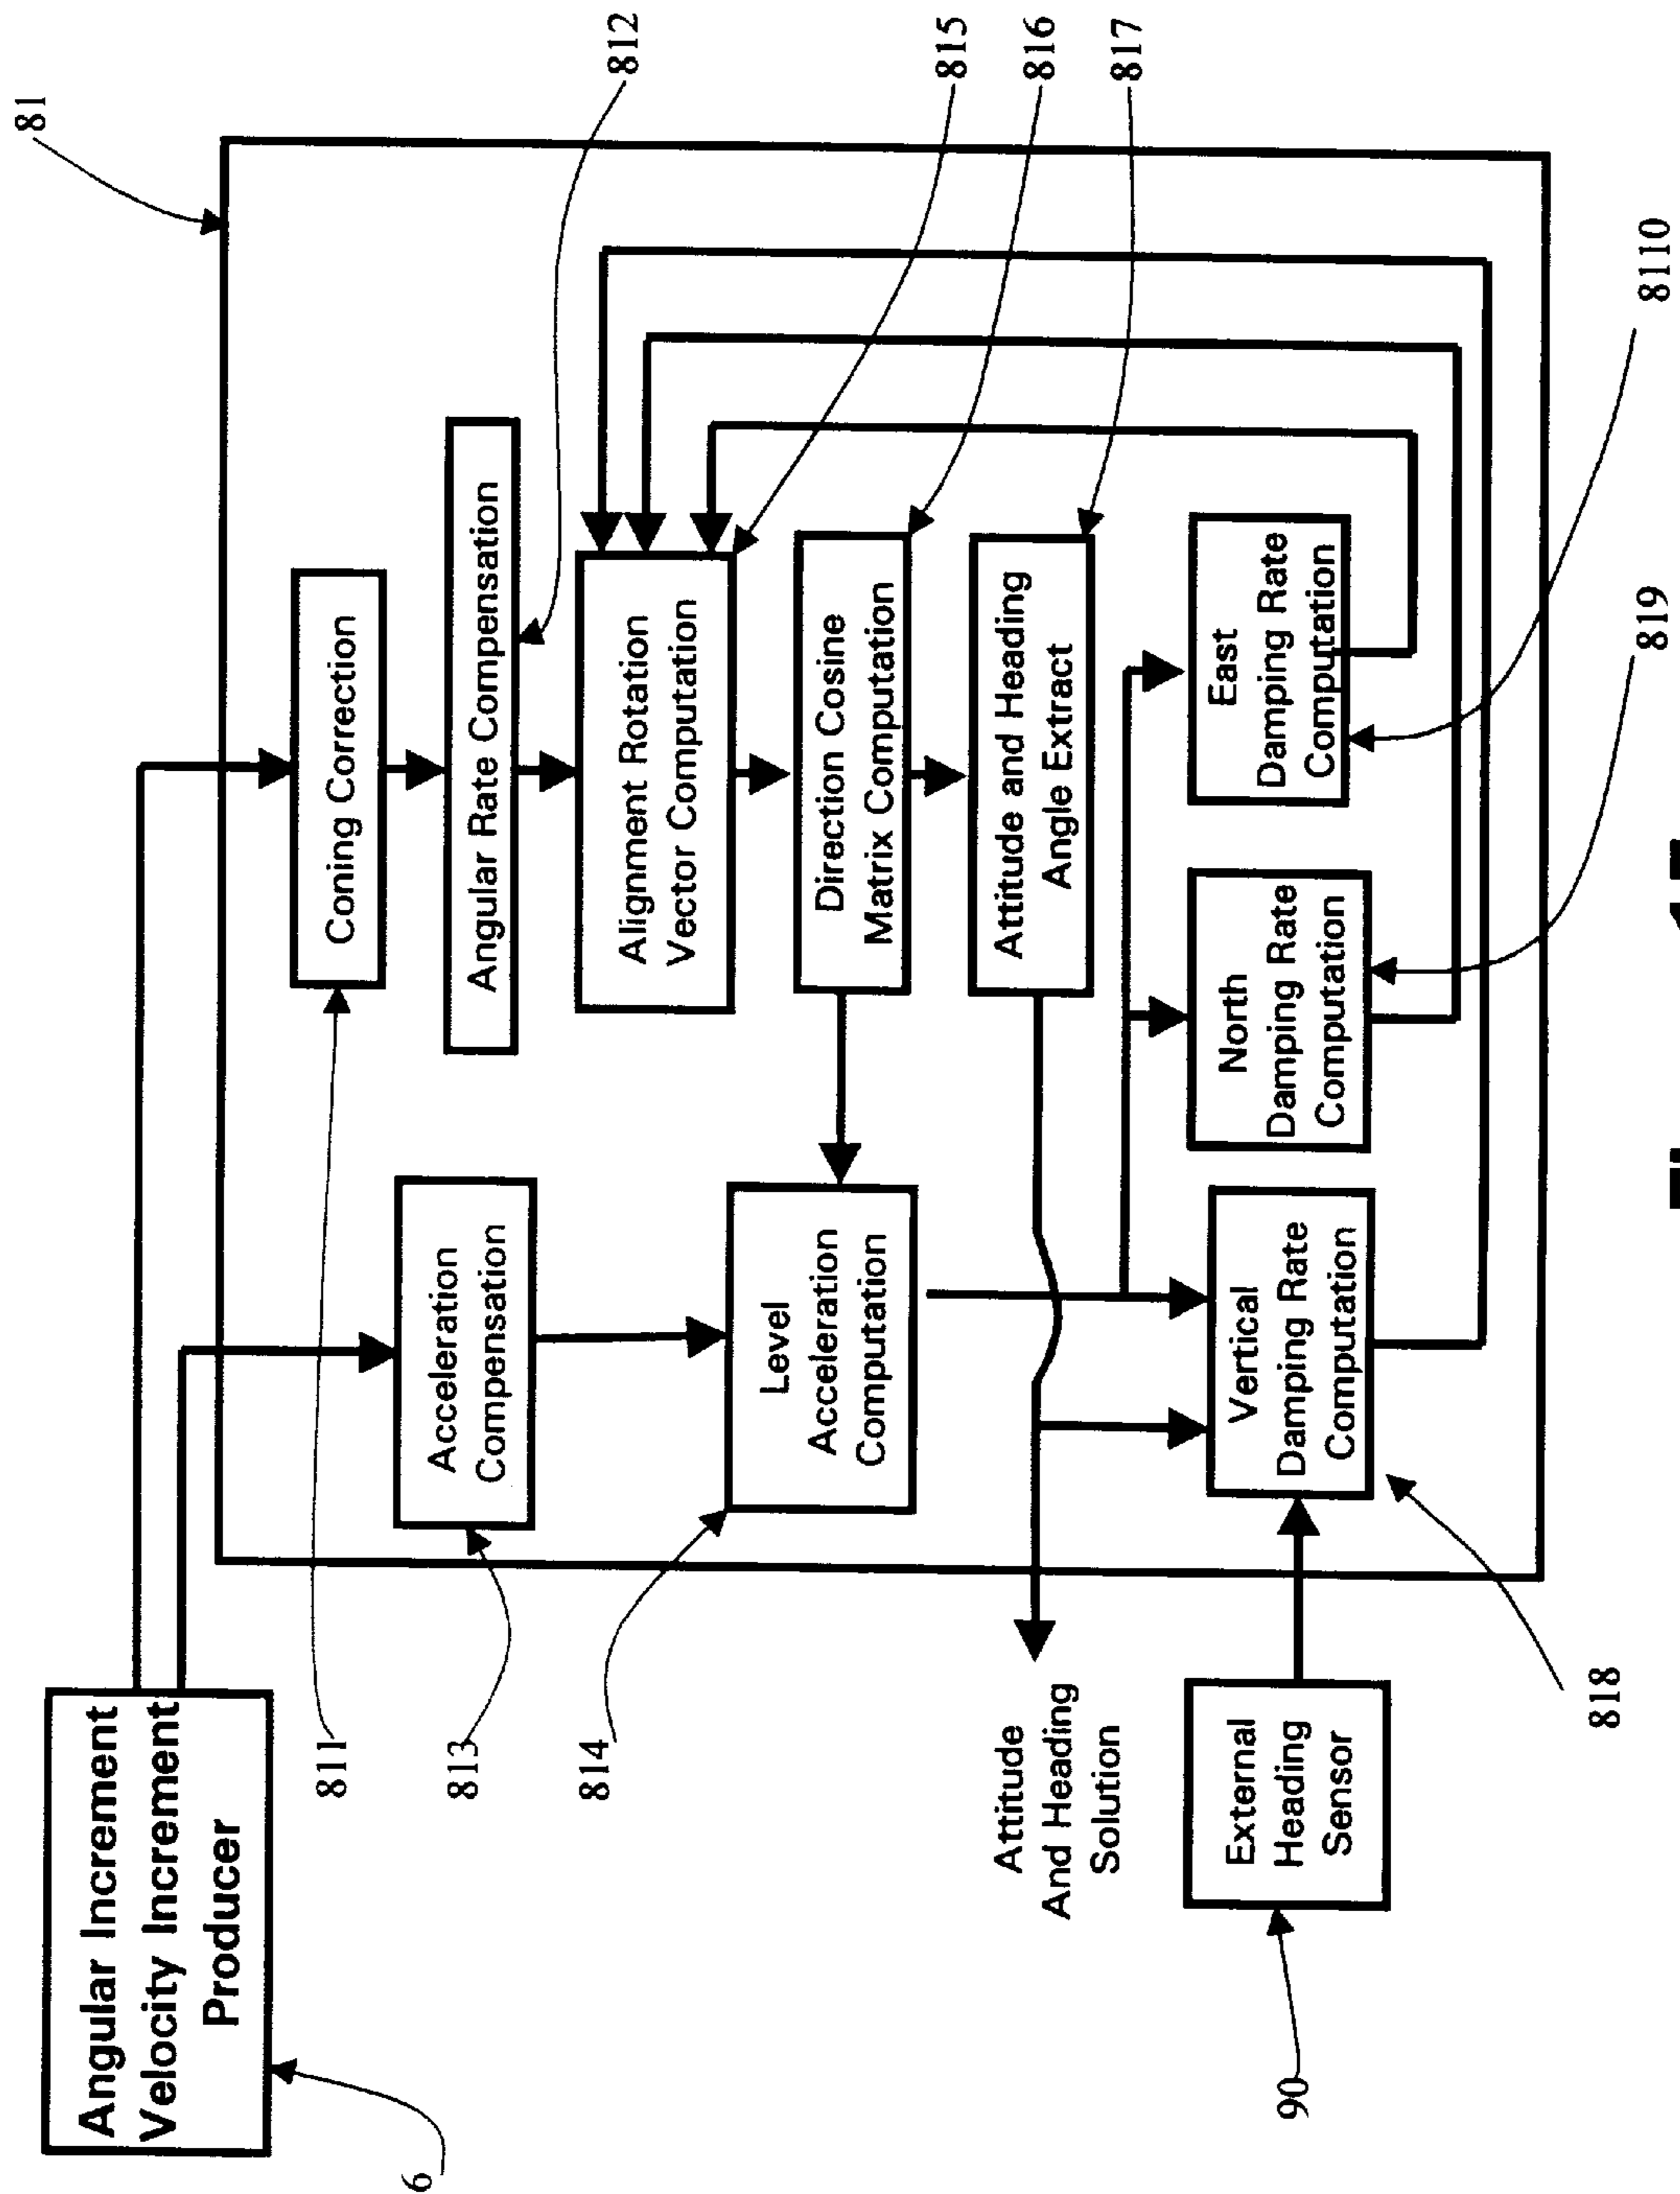 81
Angular Increment
Velocity Increment
Producer
6
Coning Correction
811
Angular Rate Compensation
812
Acceleration
Compensation
813
Alignment Rotation
Vector Computation
815
Level
Acceleration
Computation
814
Direction Cosine
Matrix Computation
816
Attitude and Heading
Angle Extract
817
Attitude
And Heading
Solution
External
Heading
Sensor
90
Vertical
Damping Rate
Computation
818
North
Damping Rate
Computation
819
East
Damping Rate
Computation
8110